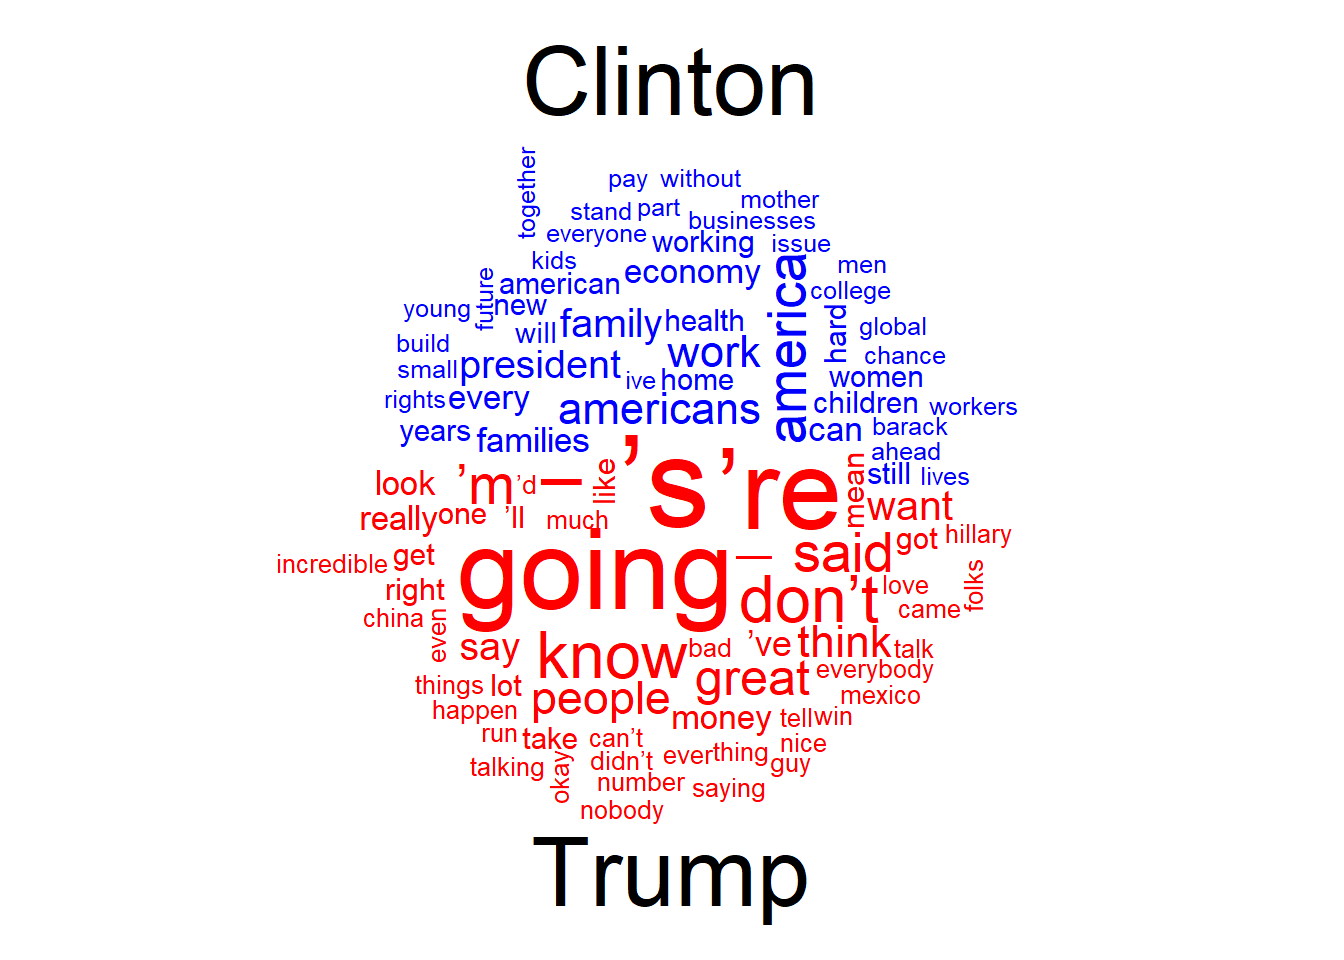 Clinton
together
pay without
mother
stand part
businesses
everyone working issue
kids
economy
america
men
future
american
college
young
new
family health
hard
global
will
build
work
chance
small president
ive home
women
rights every
americans
children workers
years families
can barack
ahead
look ’m ’d — like ’s ’re mean still lives
really one ’ll much
want
going — said got hillary
incredible get
right
don’t love folks
china even
came
say know bad ’ve think talk
great everybody
things lot people
mexico
happen
money tell win
run take can’t
nice
talking okay didn’t ever thing guy
number saying
nobody
Trump